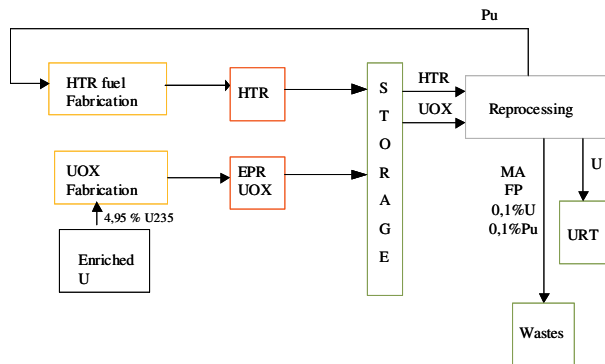 Pu
HTR fuel
Fabrication
HTR
S
T
O
R
A
G
E
HTR
UOX
Reprocessing
UOX
Fabrication
EPR
UOX
4,95 % U235
Enriched
U
MA
FP
0,1%U
0,1%Pu
U
URT
Wastes